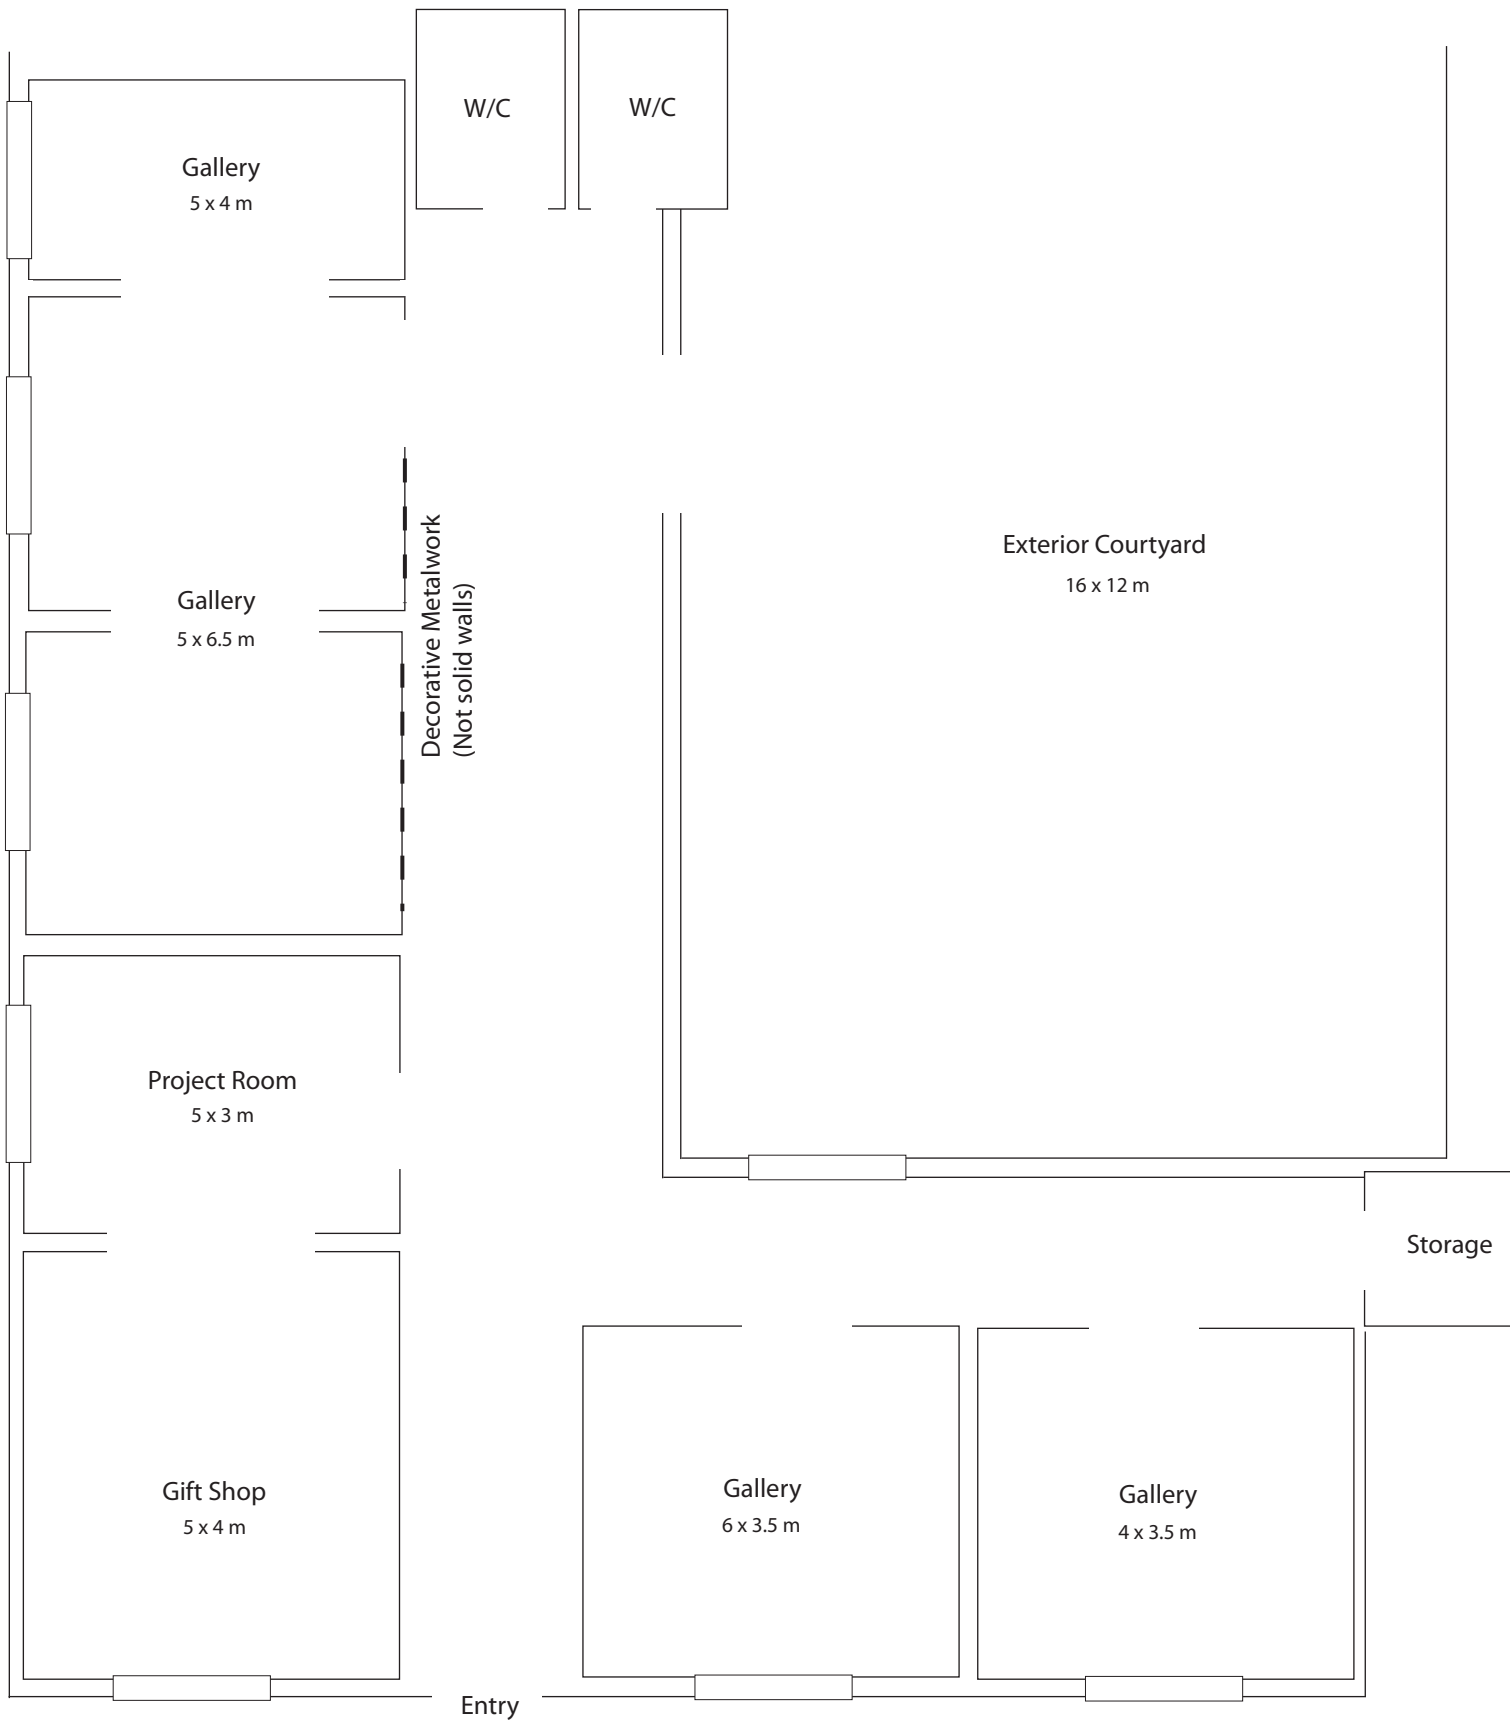 W/C
W/C
Gallery
5 x 4 m
Exterior Courtyard
16 x 12 m
Decorative Metalwork
(Not solid walls)
Gallery
5 x 6.5 m
Project Room
5 x 3 m
Storage
Gift Shop
5 x 4 m
Gallery
6 x 3.5 m
Gallery
4 x 3.5 m
Entry